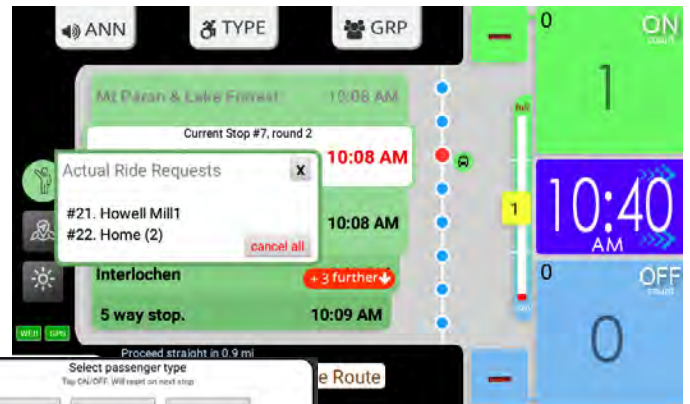 ANN
TYPE
GRP
0
ON
count
1
Mt Paran & Lake Forrest
10:08 AM
Current Stop #7, round 2
10:08 AM
full
Actual Ride Requests
X
#21. Howell Mill1
#22. Home (2)
cancel all
10:08 AM
1
10:40
AM
Interlochen
+ 3 further
5 way stop.
10:09 AM
0
OFF
count
0
WEB
GPS
Proceed straight in 0.9 mi
e Route
Select passenger type
Tap ON/OFF. Will reset on next stop